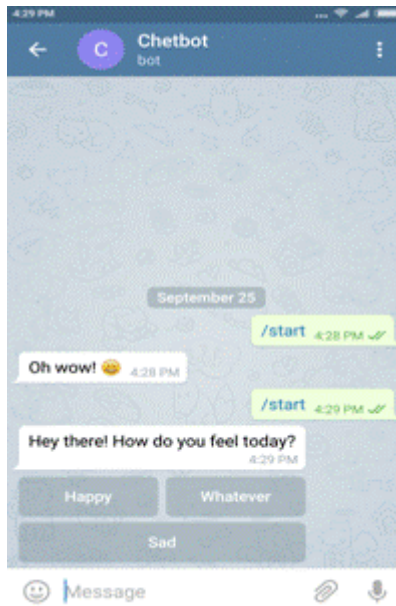 4:29 PM
C
Chetbot
bot
September 25
/start 4:28 PM
Oh wow! 😀 4:28 PM
/start 4:29 PM
Hey there! How do you feel today?
4:29 PM
Happy Whatever
Sad
Message